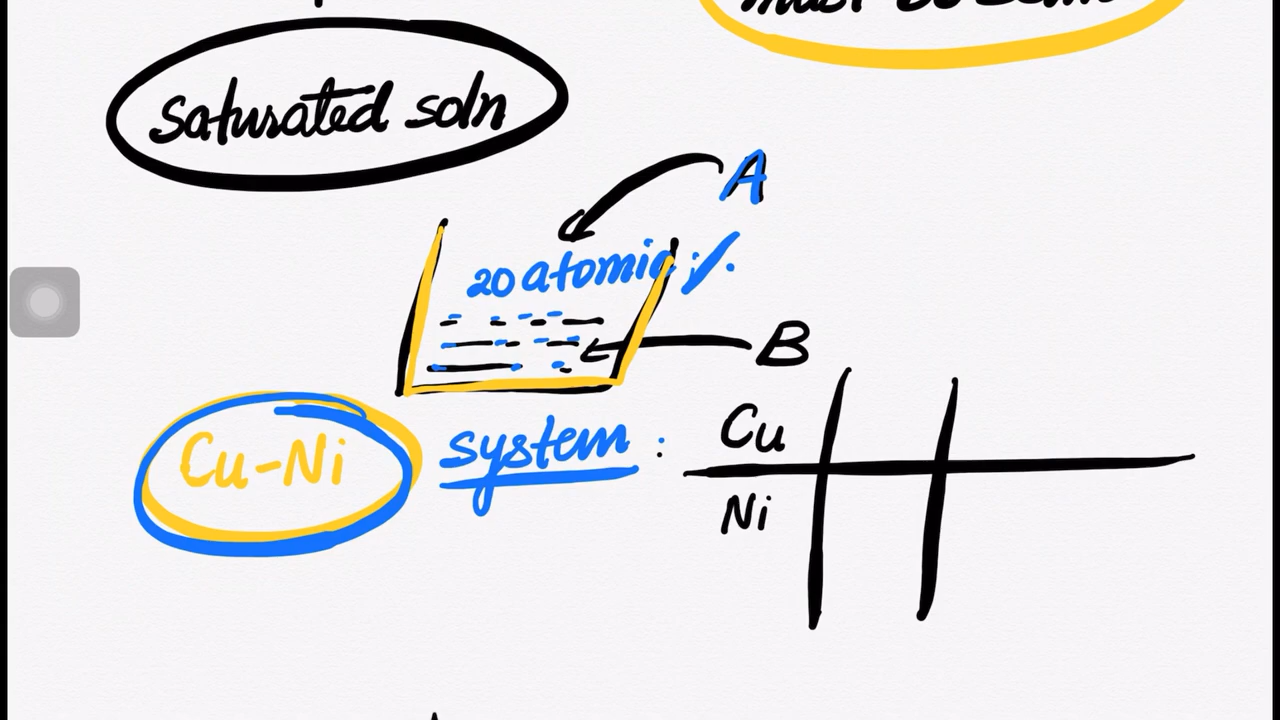 saturated soln
A
20 atomic %
B
Cu-Ni system :
Cu
Ni